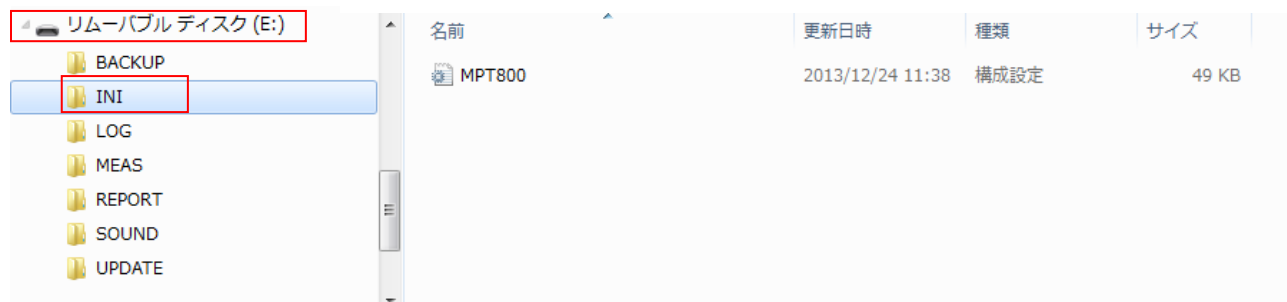 リムーバブル ディスク (E:)
BACKUP
INI
LOG
MEAS
REPORT
SOUND
UPDATE
名前 更新日時 種類 サイズ
MPT800 2013/12/24 11:38 構成設定 49 KB